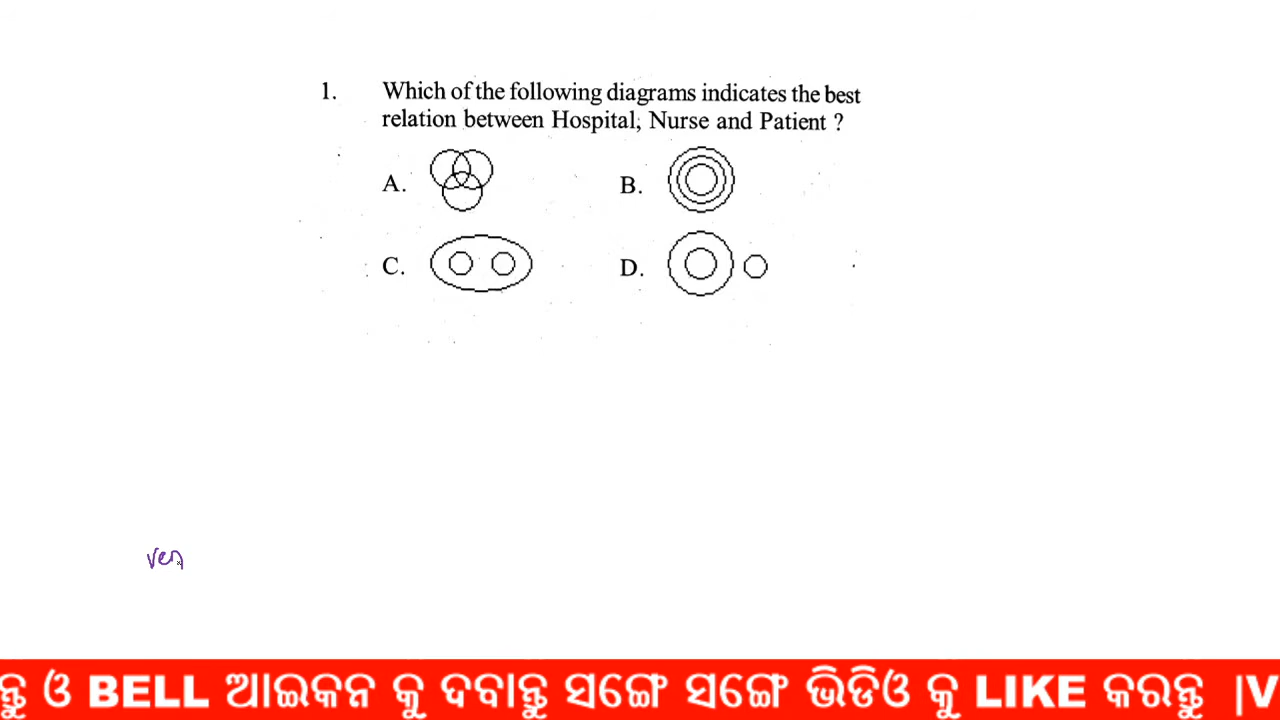 1. Which of the following diagrams indicates the best
relation between Hospital, Nurse and Patient ?
A. B.
C. D.
ven
ନ୍ତୁ ଓ BELL ଆଇକନ କୁ ଦବାନ୍ତୁ ସଙ୍ଗେ ସଙ୍ଗେ ଭିଡିଓ କୁ LIKE କରନ୍ତୁ |V